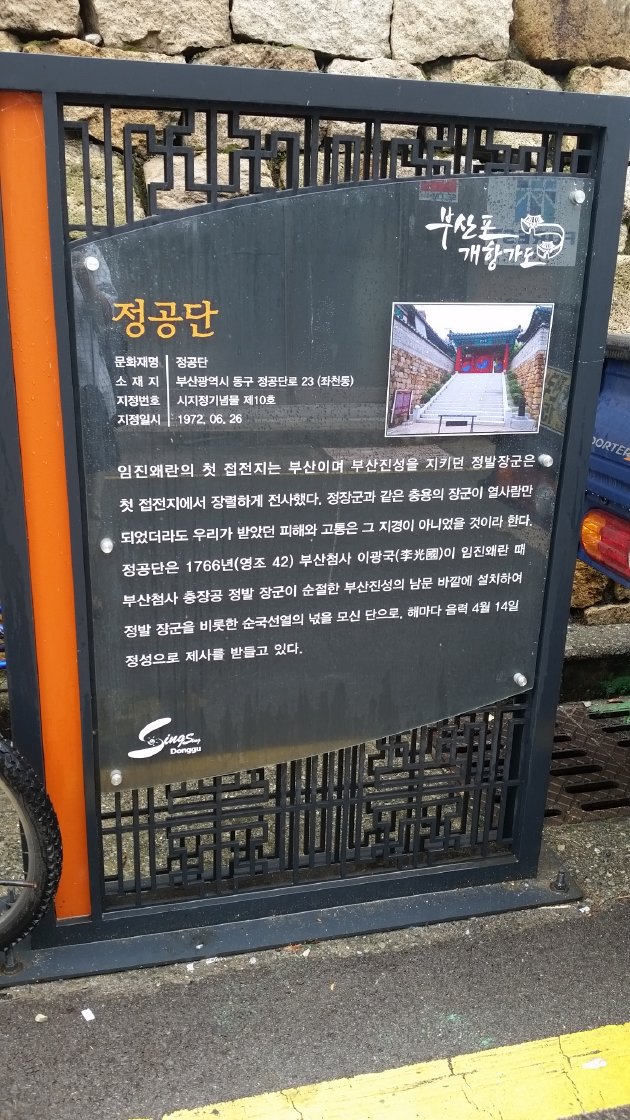 부산포
개항가도
정공단
문화재명 정공단
소 재 지 부산광역시 동구 정공단로 23 (좌천동)
지정번호 시지정기념물 제10호
지정일시 1972. 06. 26
임진왜란의 첫 접전지는 부산이며 부산진성을 지키던 정발장군은
첫 접전지에서 장렬하게 전사했다. 정장군과 같은 충용의 장군이 열사람만
되었더라도 우리가 받았던 피해와 고통은 그 지경이 아니었을 것이라 한다.
정공단은 1766년(영조 42) 부산첨사 이광국(李光國)이 임진왜란 때
부산첨사 충장공 정발 장군이 순절한 부산진성의 남문 바깥에 설치하여
정발 장군을 비롯한 순국선열의 넋을 모신 단으로, 해마다 음력 4월 14일
정성으로 제사를 받들고 있다.
Donggu
PORTER